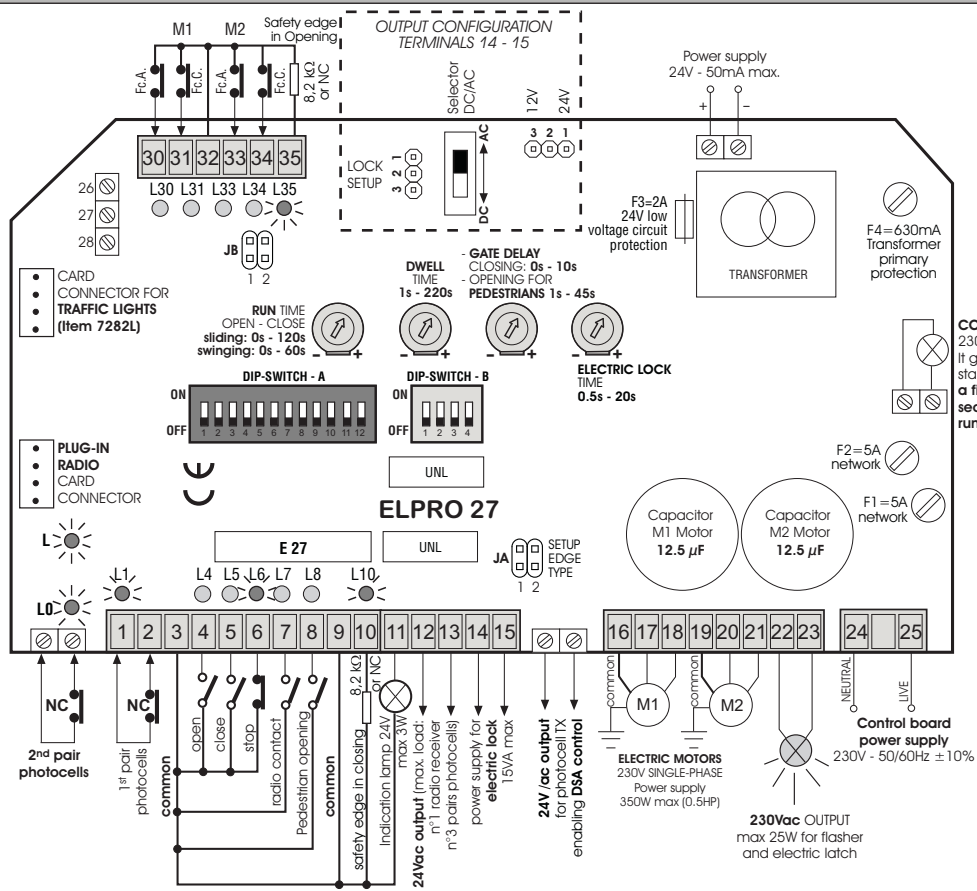 M1
M2
Safety edge
in Opening
Fc.A.
Fc.C.
Fc.A.
Fc.C.
8,2 kΩ
or NC
OUTPUT CONFIGURATION
TERMINALS 14 - 15
Selector
DC/AC
12V
24V
LOCK
SETUP
1
2
3
AC
DC
3 2 1
Power supply
24V - 50mA max.
+ −
30 31 32 33 34 35
L30 L31 L33 L34 L35
26
27
28
JB
1 2
F3=2A
24V low
voltage circuit
protection
TRANSFORMER
F4=630mA
Transformer
primary
protection
CARD
CONNECTOR FOR
TRAFFIC LIGHTS
(Item 7282L)
RUN TIME
OPEN - CLOSE
sliding: 0s - 120s
swinging: 0s - 60s
- +
DWELL
TIME
1s - 220s
- +
- GATE DELAY
CLOSING: 0s - 10s
- OPENING FOR
PEDESTRIANS 1s - 45s
- +
- +
ELECTRIC LOCK
TIME
0.5s - 20s
CO
230
It g
sta
a fi
sec
run
DIP-SWITCH - A
ON
OFF
1 2 3 4 5 6 7 8 9 10 11 12
DIP-SWITCH - B
ON
OFF
1 2 3 4
PLUG-IN
RADIO
CARD
CONNECTOR
UNL
ELPRO 27
E 27
UNL
JA
SETUP
EDGE
TYPE
1 2
Capacitor
M1 Motor
12.5 µF
Capacitor
M2 Motor
12.5 µF
F2=5A
network
F1=5A
network
L
L0
L1 L4 L5 L6 L7 L8 L10
1 2 3 4 5 6 7 8 9 10 11 12 13 14 15
16 17 18 19 20 21 22 23
24 25
NC
2nd pair
photocells
NC
1st pair
photocells
common
open
close
stop
radio contact
Pedestrian opening
common
safety edge in closing
8,2 kΩ
or NC
Indication lamp 24V
max 3W
24Vac output (max. load:
n°1 radio receiver
n°3 pairs photocells)
power supply for
electric lock
15VA max
24V/ac output
for photocell TX
enabling DSA control
common
M1
common
M2
ELECTRIC MOTORS
230V SINGLE-PHASE
Power supply
350W max (0.5HP)
230Vac OUTPUT
max 25W for flasher
and electric latch
NEUTRAL
LIVE
Control board
power supply
230V - 50/60Hz ±10%